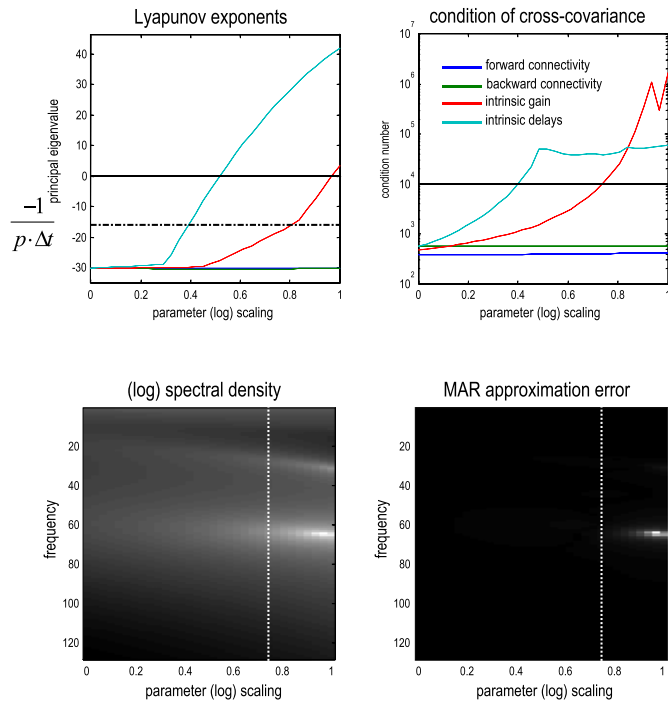 Lyapunov exponents
40
30
20
10
0
-10
-20
-30
principal eigenvalue
-1
p·Δt
0 0.2 0.4 0.6 0.8 1
parameter (log) scaling
condition of cross-covariance
10^7
10^6
10^5
10^4
10^3
10^2
condition number
forward connectivity
backward connectivity
intrinsic gain
intrinsic delays
0 0.2 0.4 0.6 0.8 1
parameter (log) scaling
(log) spectral density
20
40
60
80
100
120
frequency
0 0.2 0.4 0.6 0.8 1
parameter (log) scaling
MAR approximation error
20
40
60
80
100
120
frequency
0 0.2 0.4 0.6 0.8 1
parameter (log) scaling